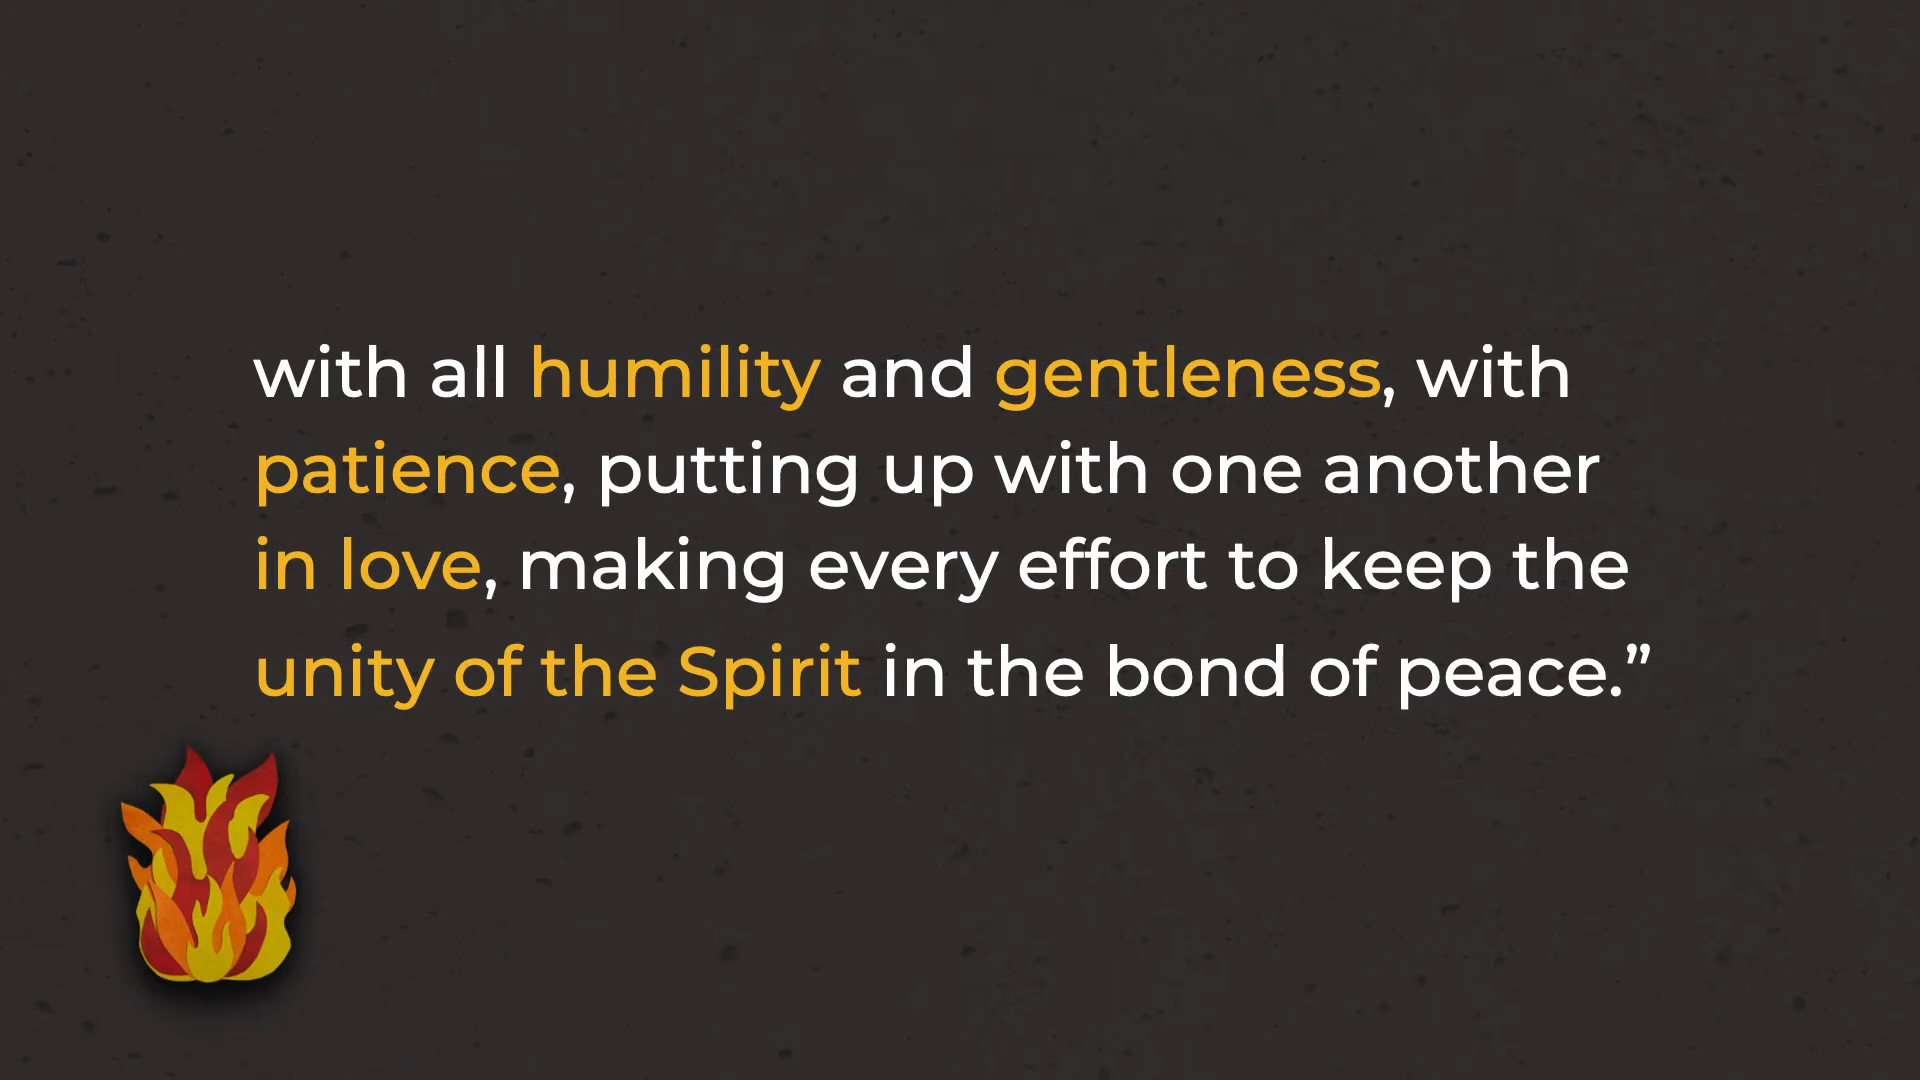 with all humility and gentleness, with
patience, putting up with one another
in love, making every effort to keep the
unity of the Spirit in the bond of peace.”